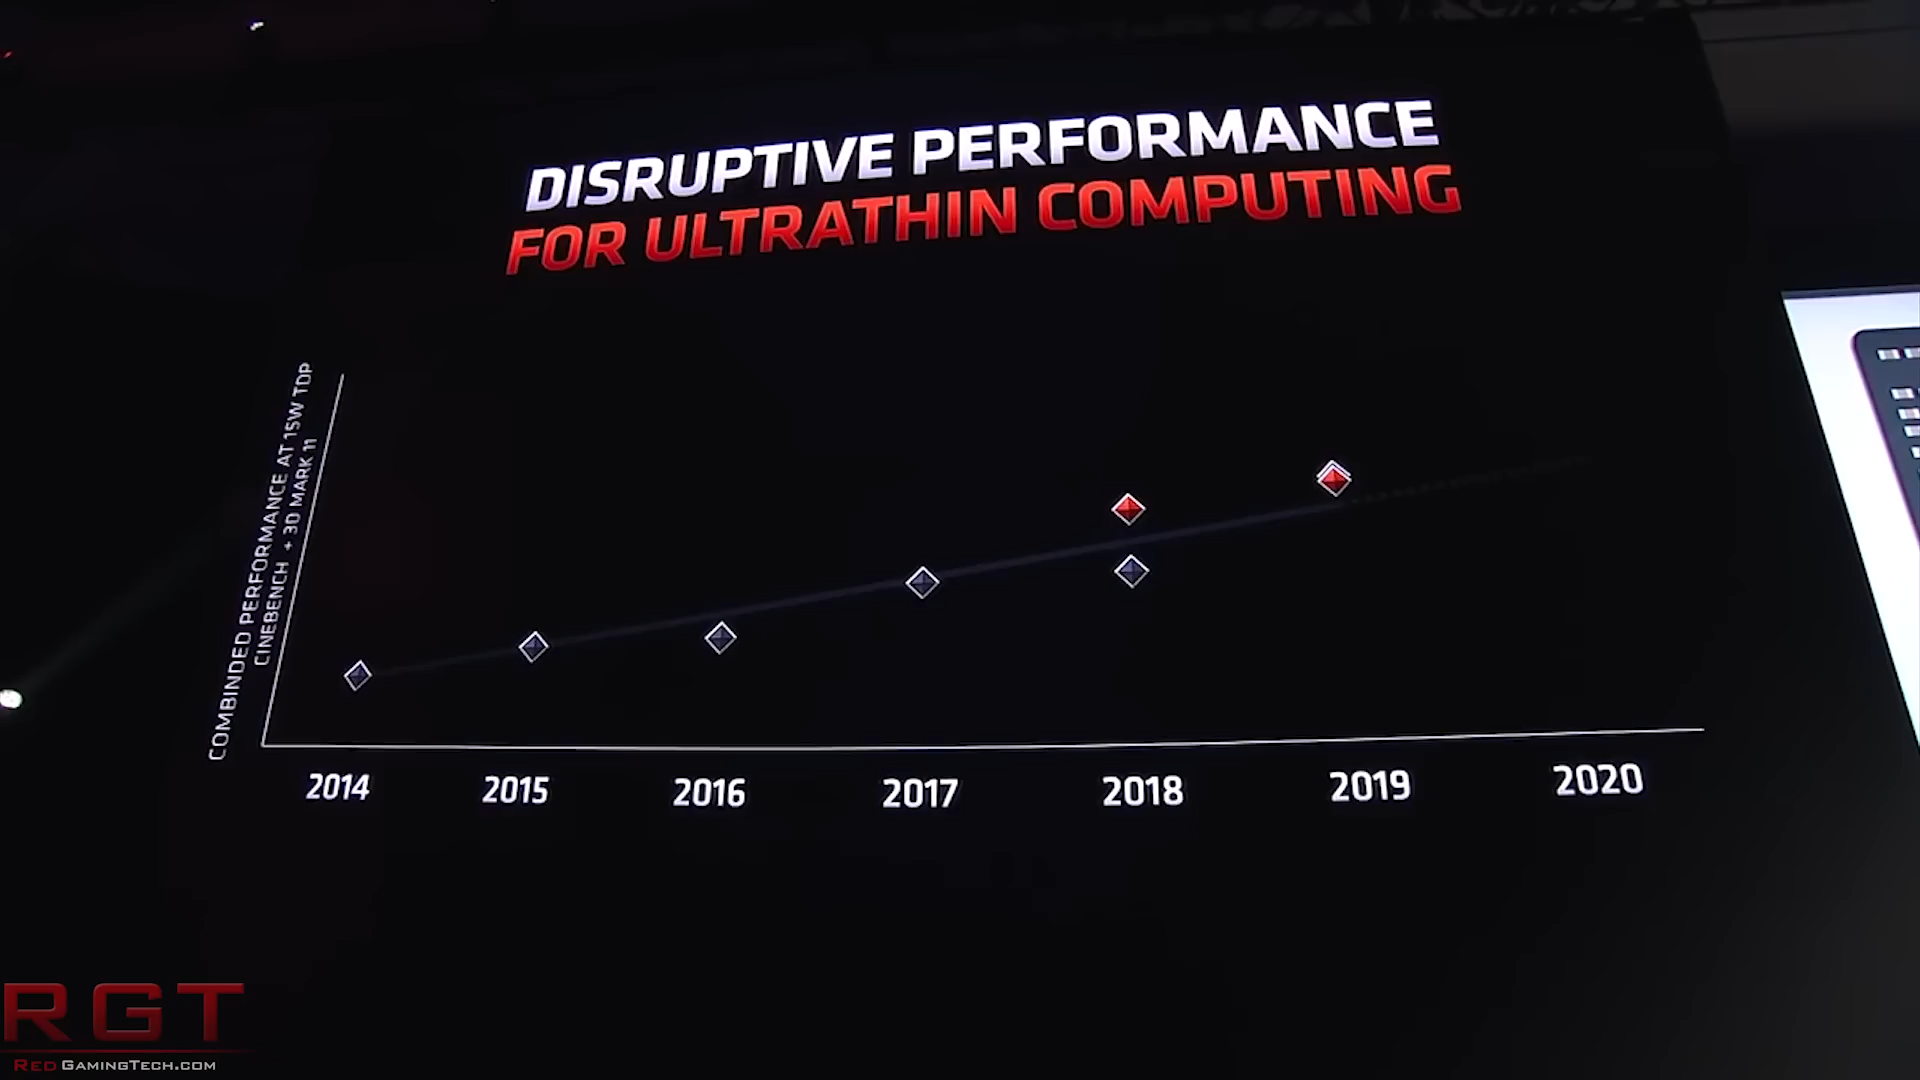 DISRUPTIVE PERFORMANCE
FOR ULTRATHIN COMPUTING
COMBINDED PERFORMANCE AT 15W TDP
CINEBENCH + 3D MARK 11
2014
2015
2016
2017
2018
2019
2020
RGT
REDGAMINGTECH.COM